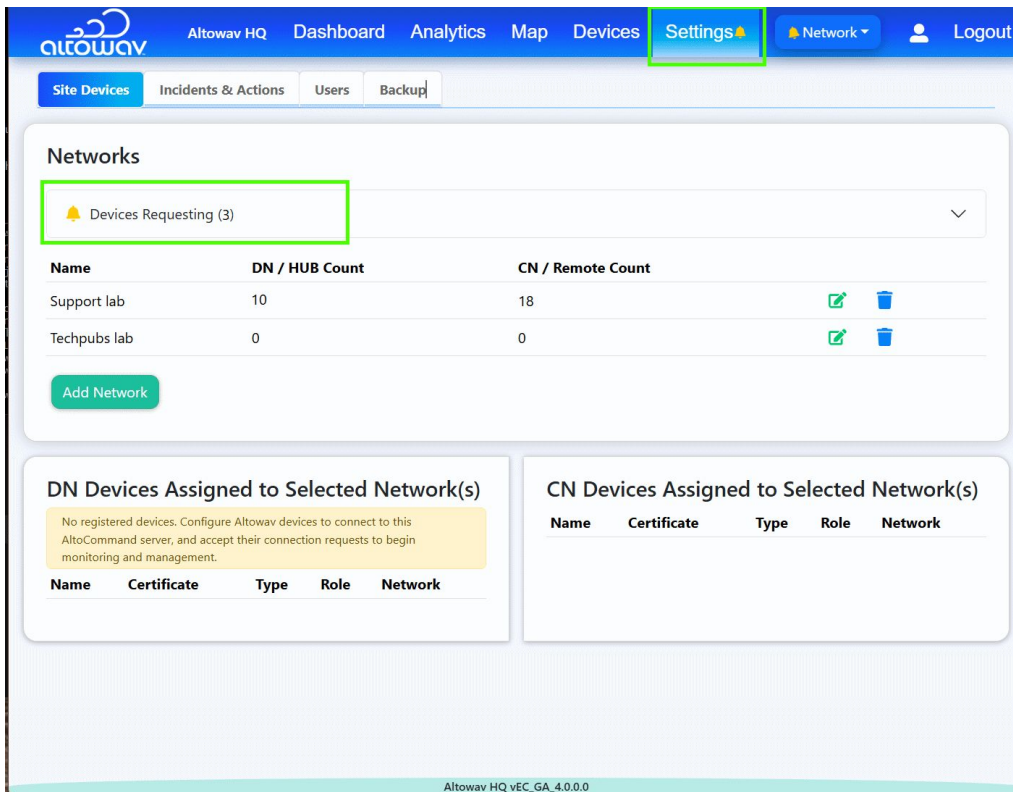 altowav
Altowav HQ Dashboard Analytics Map Devices Settings Network Logout
Site Devices Incidents & Actions Users Backup
Networks
Devices Requesting (3)
Name DN / HUB Count CN / Remote Count
Support lab 10 18
Techpubs lab 0 0
Add Network
DN Devices Assigned to Selected Network(s)
No registered devices. Configure Altowav devices to connect to this
AltoCommand server, and accept their connection requests to begin
monitoring and management.
Name Certificate Type Role Network
CN Devices Assigned to Selected Network(s)
Name Certificate Type Role Network
Altowav HQ vEC_GA_4.0.0.0